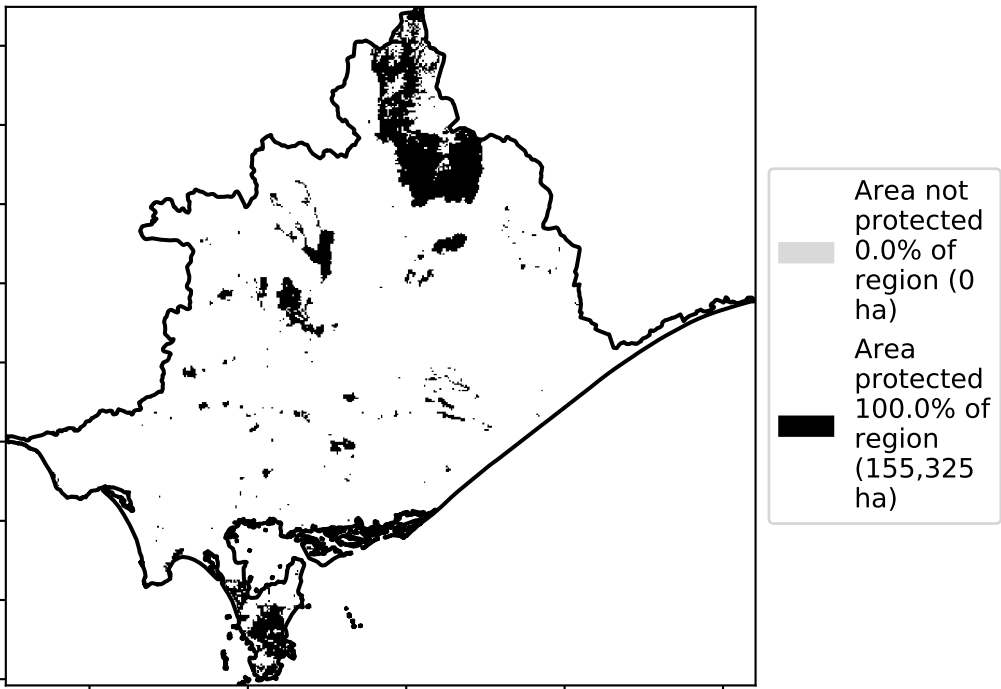 Area not
protected
0.0% of
region (0
ha)
Area
protected
100.0% of
region
(155,325
ha)